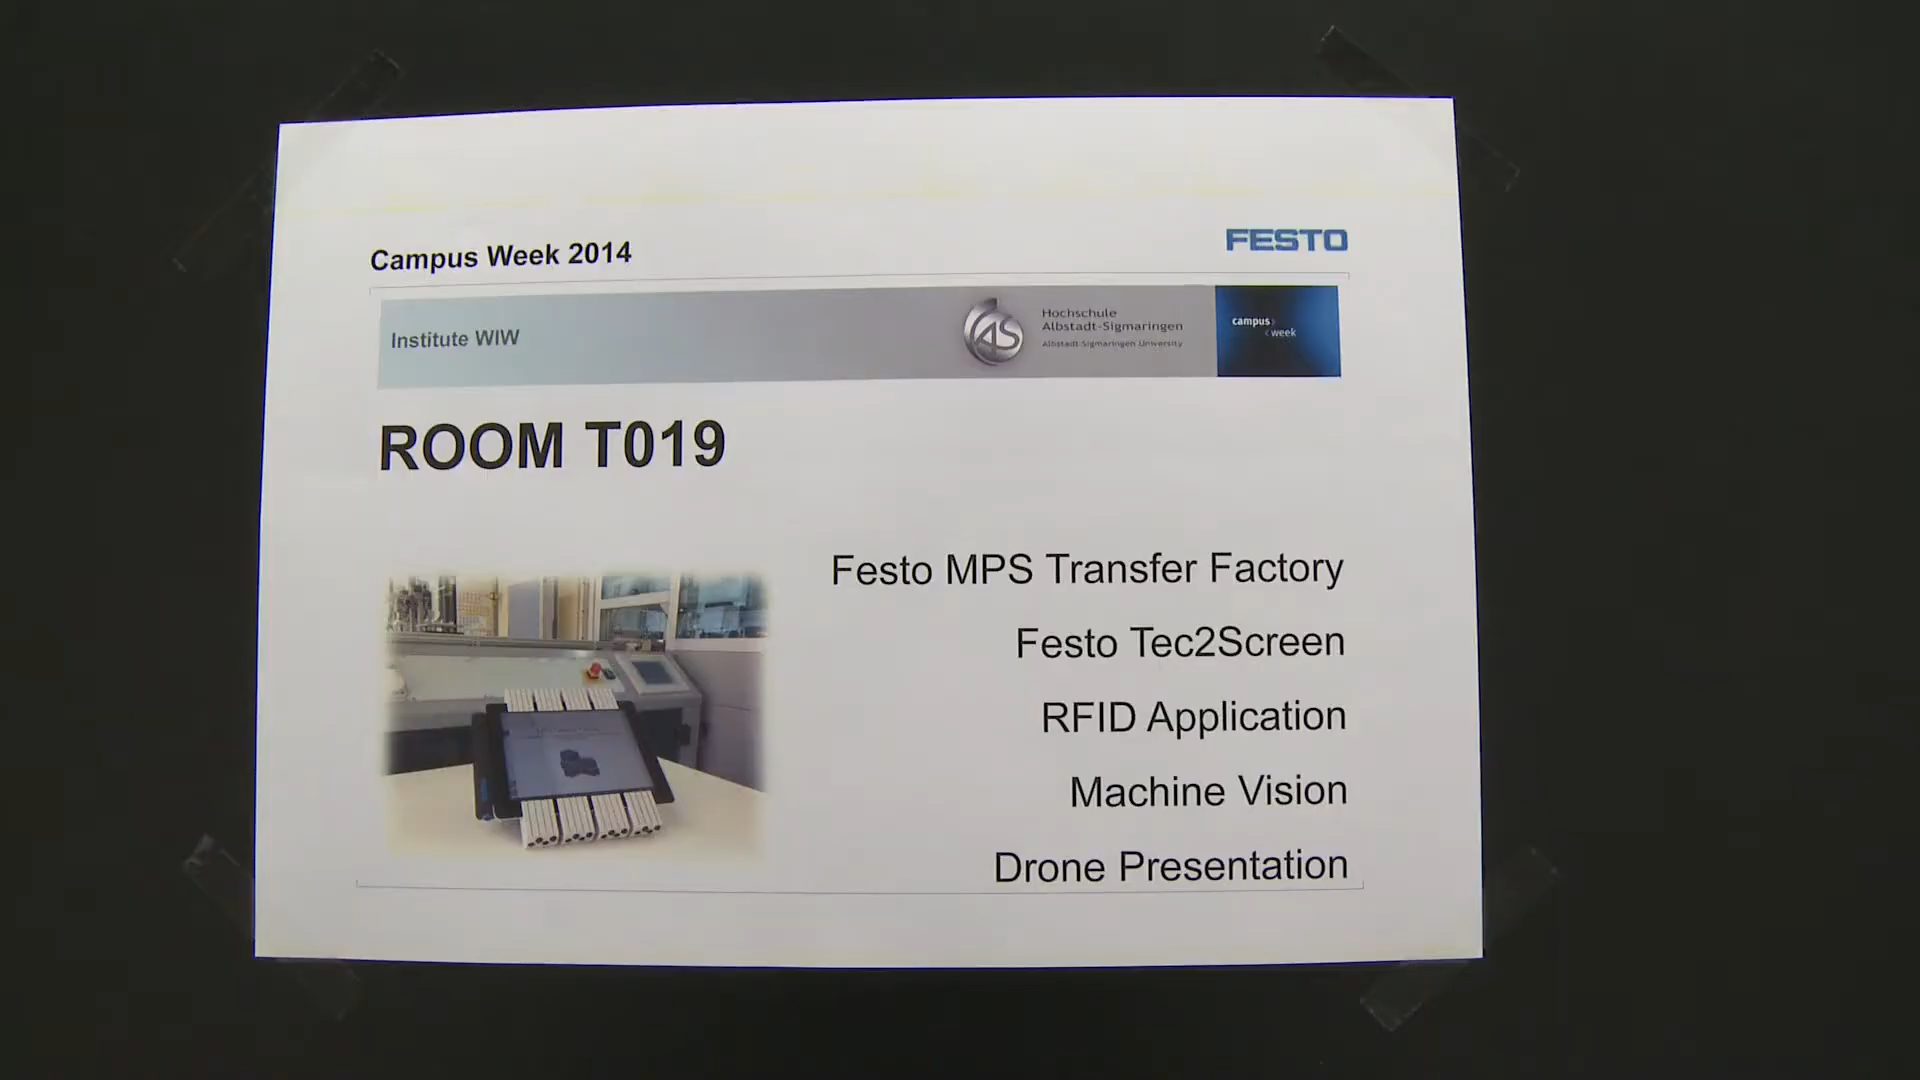 Campus Week 2014
FESTO
Institute WIW
Hochschule
Albstadt-Sigmaringen
Albstadt-Sigmaringen University
campus
week
ROOM T019
Festo MPS Transfer Factory
Festo Tec2Screen
RFID Application
Machine Vision
Drone Presentation